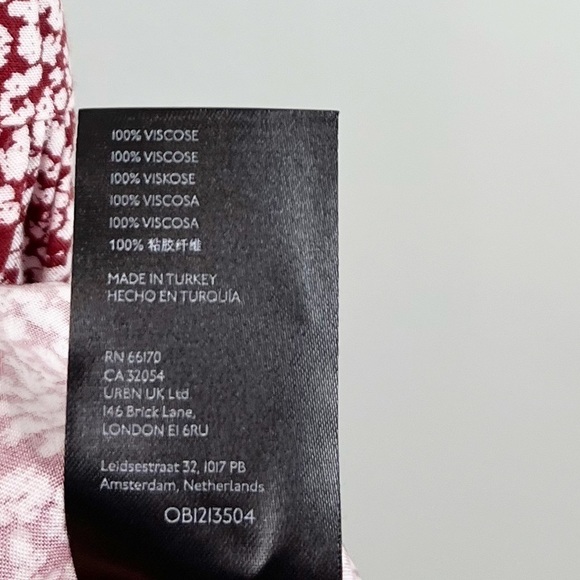 100% VISCOSE
100% VISCOSE
100% VISKOSE
100% VISCOSA
100% VISCOSA
100% 粘胶纤维
MADE IN TURKEY
HECHO EN TURQUÍA
RN 66170
CA 32054
URBN UK Ltd.
146 Brick Lane,
LONDON E1 6RU
Leidsestraat 32, 1017 PB
Amsterdam, Netherlands
OB1213504